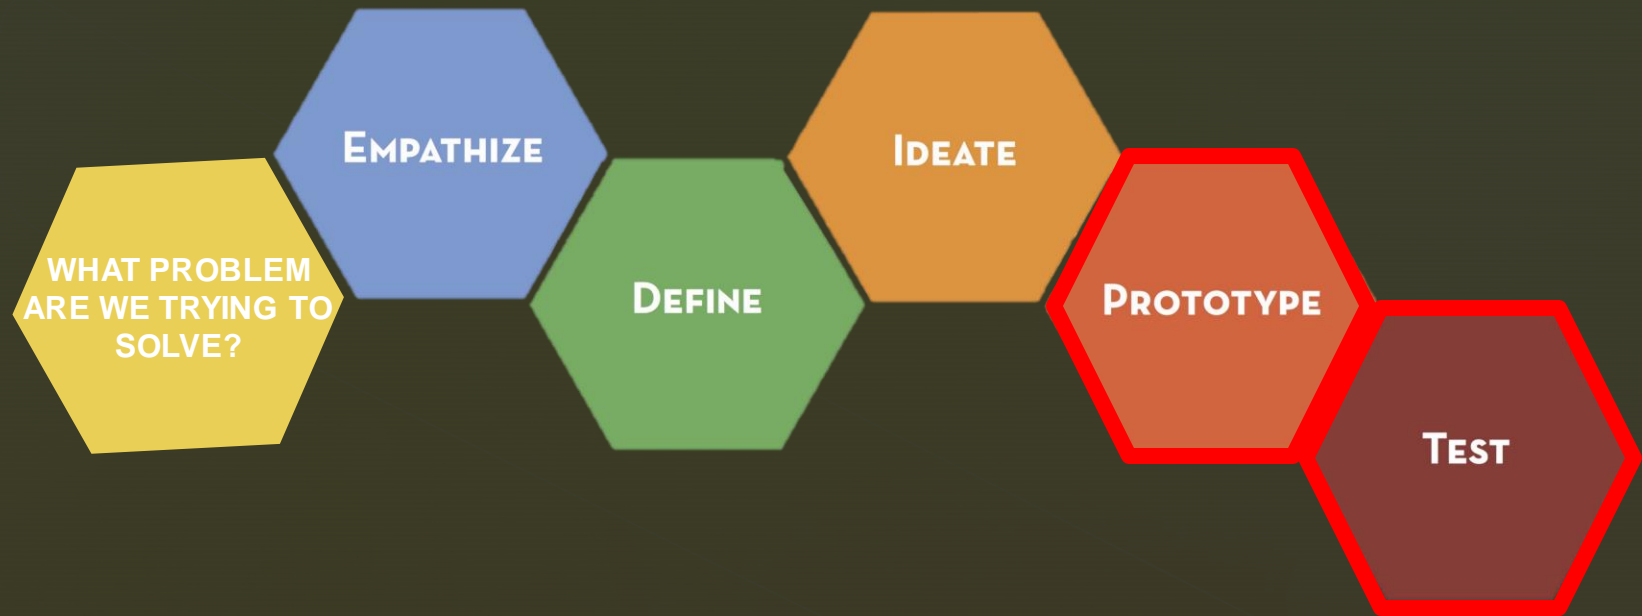 WHAT PROBLEM
ARE WE TRYING TO
SOLVE?
EMPATHIZE
DEFINE
IDEATE
PROTOTYPE
TEST